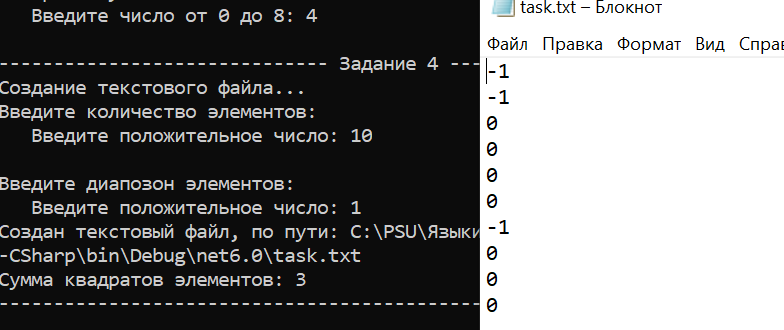 Введите число от 0 до 8: 4
------------------------------ Задание 4 ---
Создание текстового файла...
Введите количество элементов:
Введите положительное число: 10
Введите диапозон элементов:
Введите положительное число: 1
Создан текстовый файл, по пути: C:\PSU\Языки
-CSharp\bin\Debug\net6.0\task.txt
Сумма квадратов элементов: 3
--------------------------------------------
task.txt – Блокнот
Файл Правка Формат Вид Справ
-1
-1
0
0
0
0
-1
0
0
0